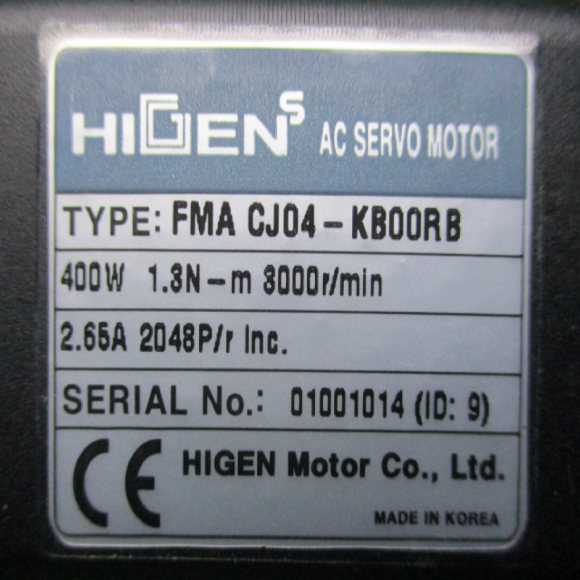 HIGENS AC SERVO MOTOR
TYPE: FMA CJ04-KB00RB
400W 1.3N-m 3000r/min
2.65A 2048P/r Inc.
SERIAL No.: 01001014 (ID: 9)
CE HIGEN Motor Co., Ltd.
MADE IN KOREA